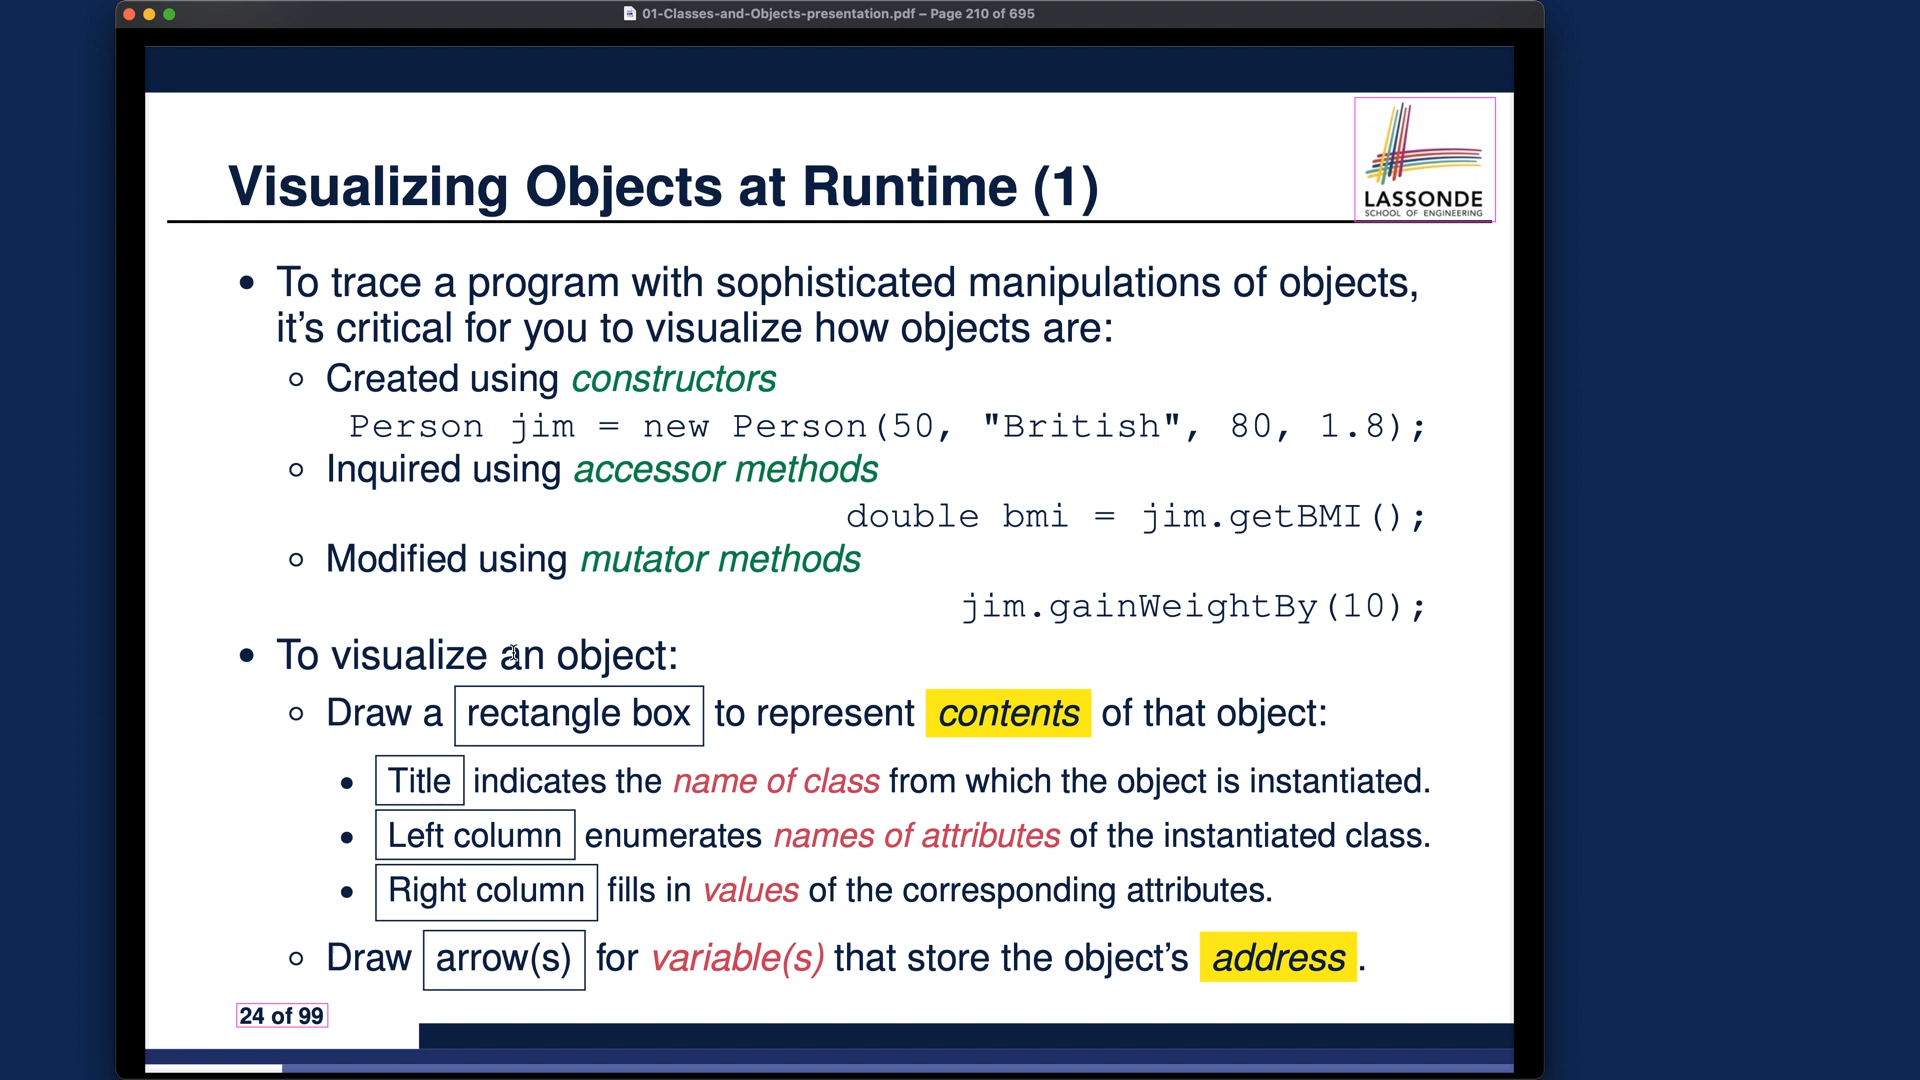 01-Classes-and-Objects-presentation.pdf – Page 210 of 695
LASSONDE
SCHOOL OF ENGINEERING
Visualizing Objects at Runtime (1)
• To trace a program with sophisticated manipulations of objects,
it’s critical for you to visualize how objects are:
◦ Created using constructors
Person jim = new Person(50, "British", 80, 1.8);
◦ Inquired using accessor methods
double bmi = jim.getBMI();
◦ Modified using mutator methods
jim.gainWeightBy(10);
• To visualize an object:
◦ Draw a rectangle box to represent contents of that object:
• Title indicates the name of class from which the object is instantiated.
• Left column enumerates names of attributes of the instantiated class.
• Right column fills in values of the corresponding attributes.
◦ Draw arrow(s) for variable(s) that store the object’s address.
24 of 99